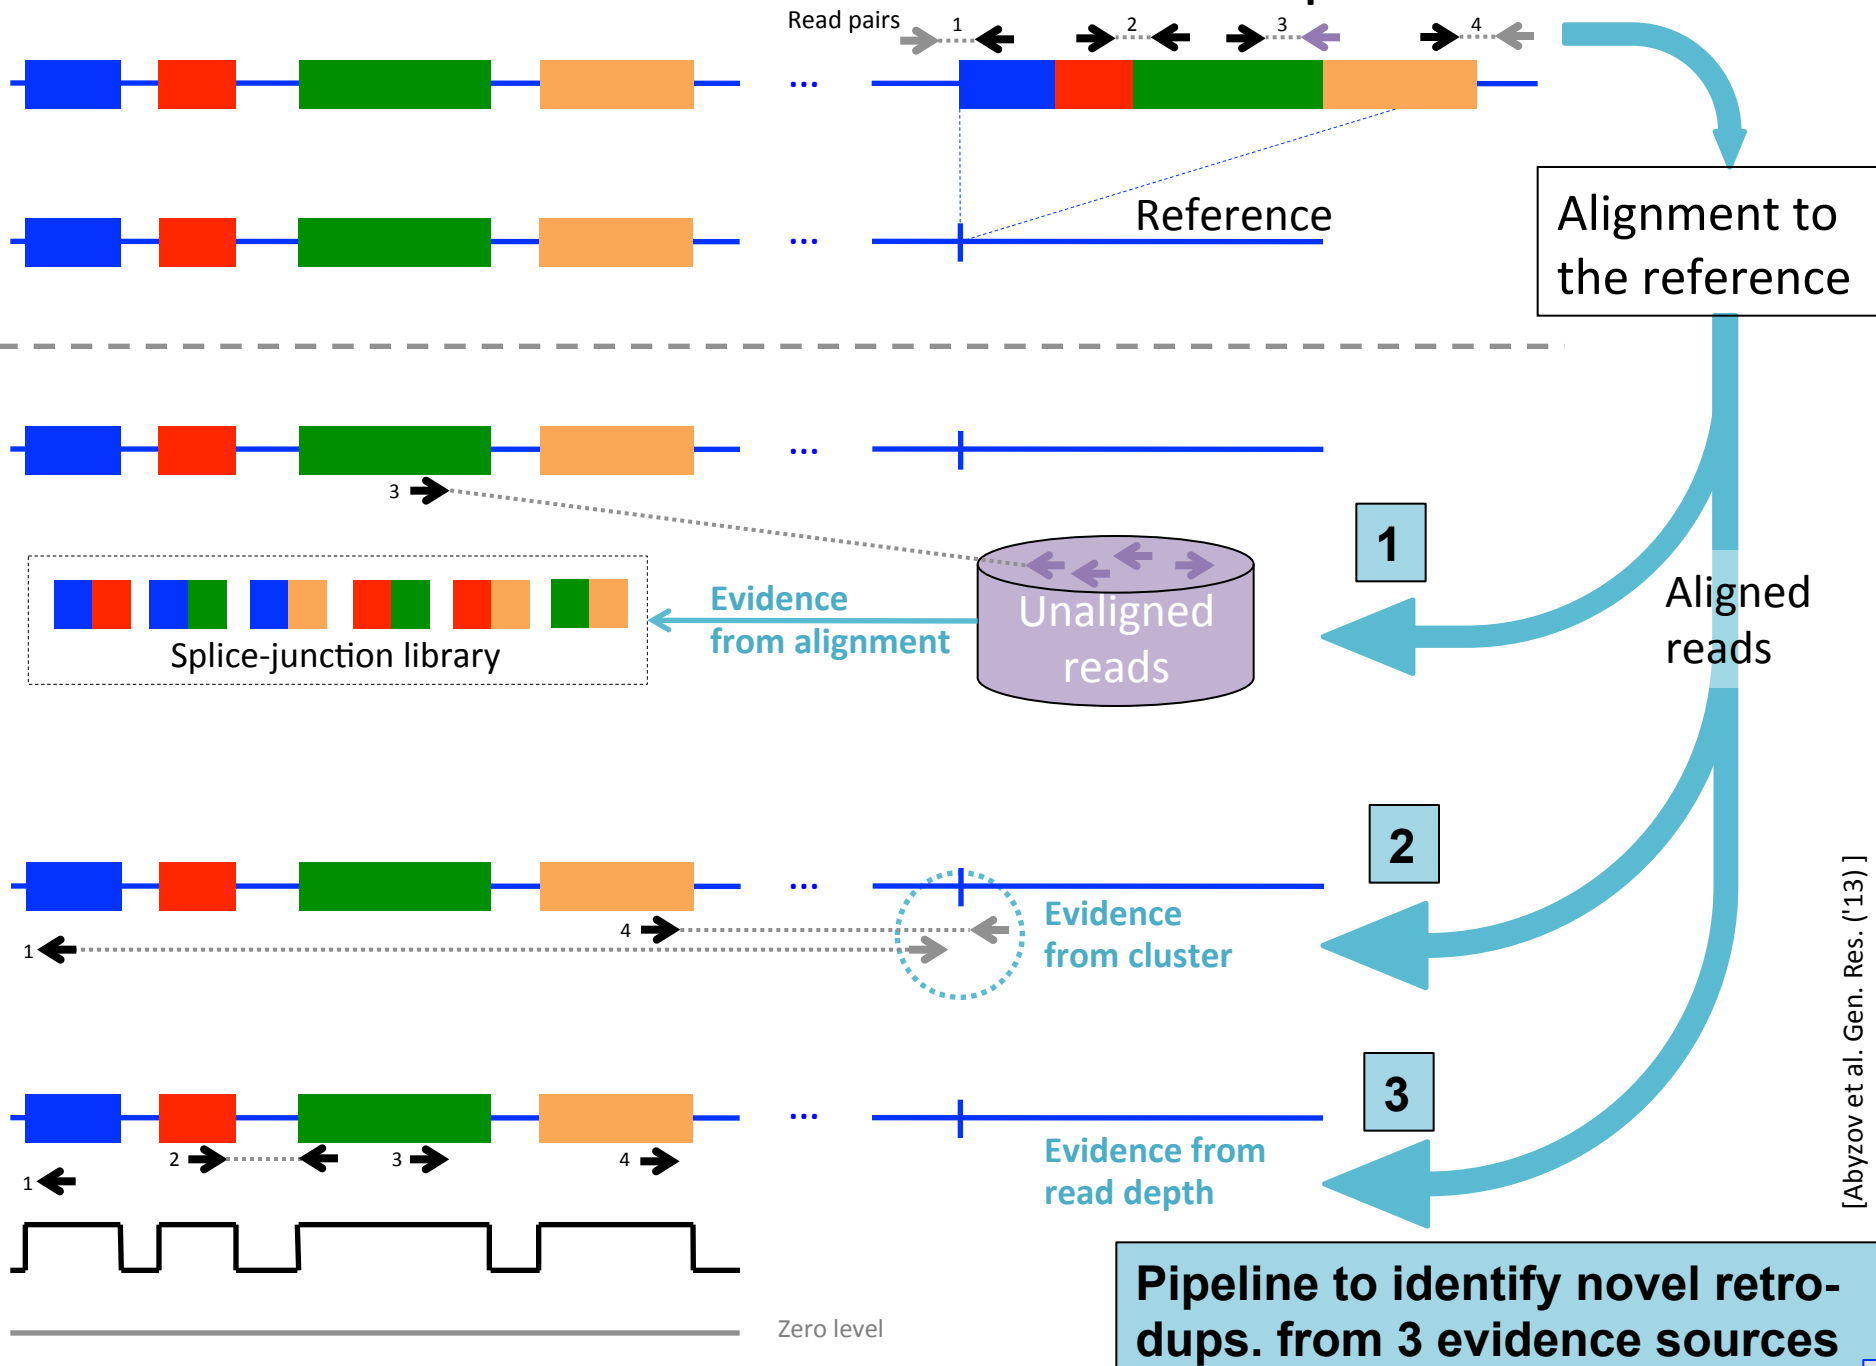 Read pairs
1
2
3
4
...
Reference
...
Alignment to
the reference
...
3
1
Evidence
from alignment
Unaligned
reads
Splice-junction library
Aligned
reads
2
...
4
1
Evidence
from cluster
3
...
2
3
4
1
Evidence from
read depth
Zero level
[Abyzov et al. Gen. Res. ('13) ]
Pipeline to identify novel retro-
dups. from 3 evidence sources